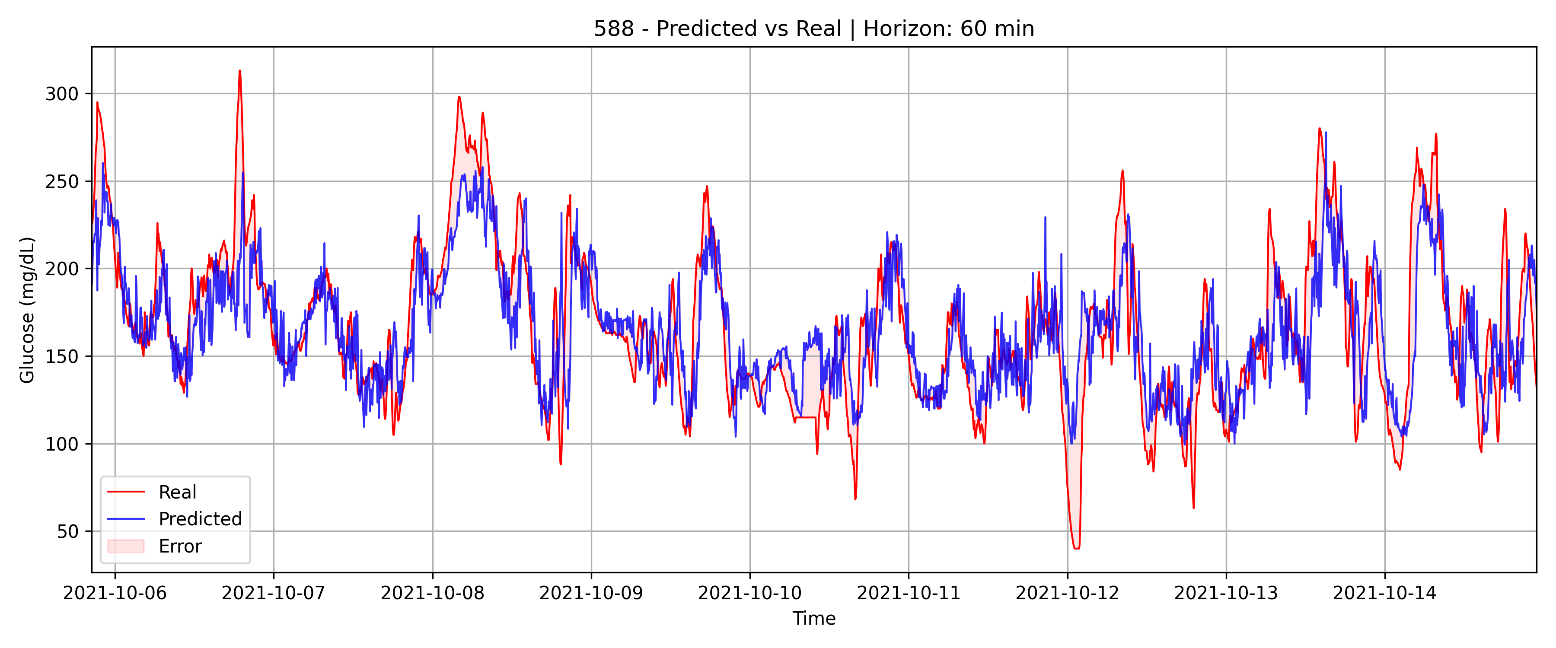 588 - Predicted vs Real | Horizon: 60 min
Glucose (mg/dL)
300
250
200
150
100
50
Real
Predicted
Error
2021-10-06
2021-10-07
2021-10-08
2021-10-09
2021-10-10
2021-10-11
2021-10-12
2021-10-13
2021-10-14
Time